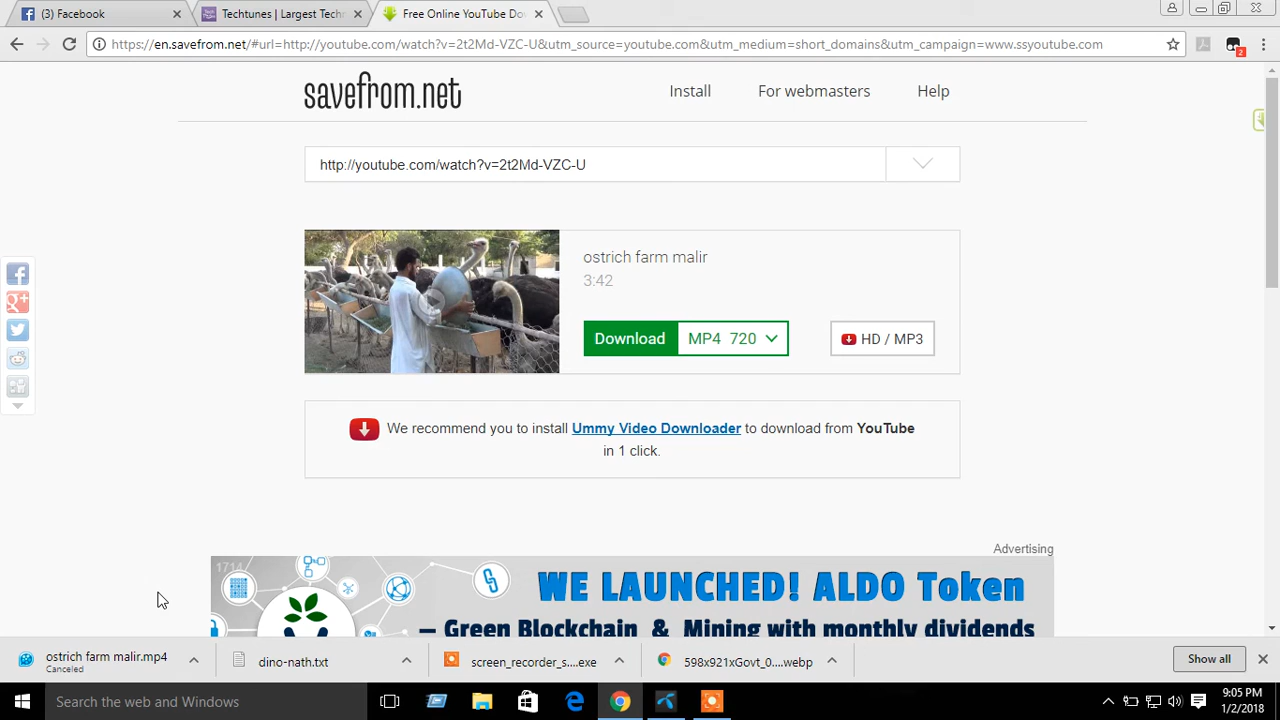 (3) Facebook
Techtunes | Largest Techn
Free Online YouTube Do
https://en.savefrom.net/#url=http://youtube.com/watch?v=2t2Md-VZC-U&utm_source=youtube.com&utm_medium=short_domains&utm_campaign=www.ssyoutube.com
2
savefrom.net
Install
For webmasters
Help
http://youtube.com/watch?v=2t2Md-VZC-U
ostrich farm malir
3:42
Download
MP4 720
HD / MP3
We recommend you to install Ummy Video Downloader to download from YouTube
in 1 click.
Advertising
1714
WE LAUNCHED! ALDO Token
– Green Blockchain & Mining with monthly dividends
ostrich farm malir.mp4
Canceled
dino-nath.txt
screen_recorder_s....exe
598x921xGovt_0....webp
Show all
Search the web and Windows
9:05 PM
1/2/2018